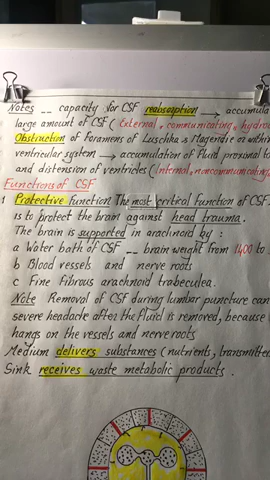 Notes __ capacity for CSF reabsorption → accumula
large amount of CSF ( External , communicating , hydro
Obstruction of Foramens of Luschka & Magendie or within
ventricular system → accumulation of fluid proximal to
and distension of ventricles ( Internal, noncommunicating
Functions of CSF
1 Protective function The most critical function of CSF
is to protect the brain against head trauma.
The brain is supported in arachnoid by :
a Water bath of CSF __ brain weight from 1400 to
b Blood vessels and nerve roots
c Fine fibrous arachnoid trabeculea.
Note Removal of CSF during lumbar puncture can
severe headache after the fluid is removed, because
hangs on the vessels and nerve roots
Medium delivers substances ( nutrients, transmitte
Sink receives waste metabolic products .